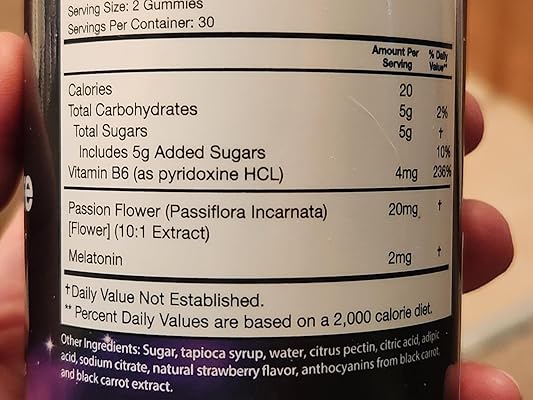 Serving Size: 2 Gummies
Servings Per Container: 30
Amount Per Serving % Daily Value**
Calories 20
Total Carbohydrates 5g 2%
Total Sugars 5g †
Includes 5g Added Sugars 10%
Vitamin B6 (as pyridoxine HCL) 4mg 236%
Passion Flower (Passiflora Incarnata) 20mg †
[Flower] (10:1 Extract)
Melatonin 2mg †
†Daily Value Not Established.
** Percent Daily Values are based on a 2,000 calorie diet.
Other Ingredients: Sugar, tapioca syrup, water, citrus pectin, citric acid, adipic
acid, sodium citrate, natural strawberry flavor, anthocyanins from black carrot,
and black carrot extract.